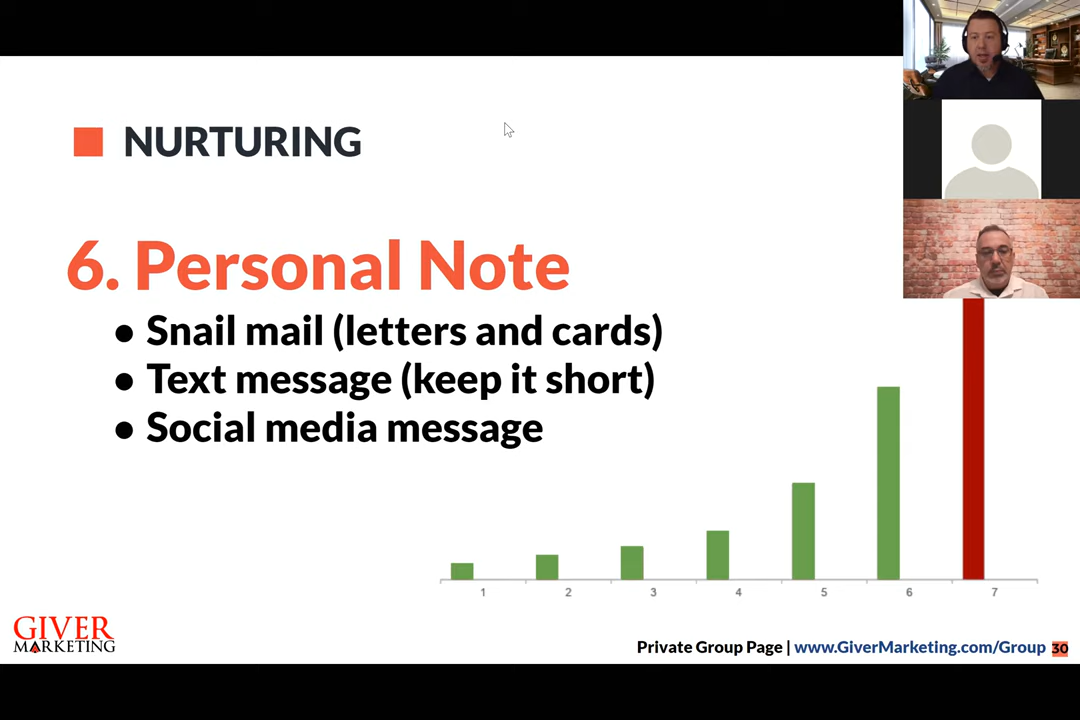 NURTURING
6. Personal Note
● Snail mail (letters and cards)
● Text message (keep it short)
● Social media message
1 2 3 4 5 6 7
GIVER
MARKETING
Private Group Page | www.GiverMarketing.com/Group 30